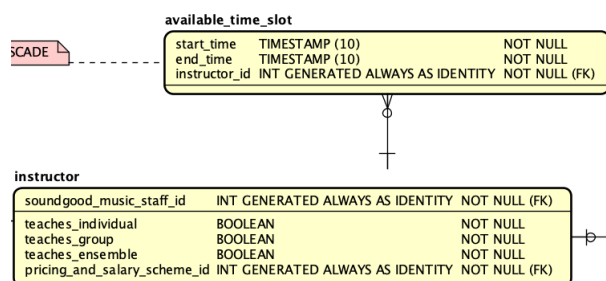 available_time_slot
SCADE
start_time TIMESTAMP (10) NOT NULL
end_time TIMESTAMP (10) NOT NULL
instructor_id INT GENERATED ALWAYS AS IDENTITY NOT NULL (FK)
instructor
soundgood_music_staff_id INT GENERATED ALWAYS AS IDENTITY NOT NULL (FK)
teaches_individual BOOLEAN NOT NULL
teaches_group BOOLEAN NOT NULL
teaches_ensemble BOOLEAN NOT NULL
pricing_and_salary_scheme_id INT GENERATED ALWAYS AS IDENTITY NOT NULL (FK)